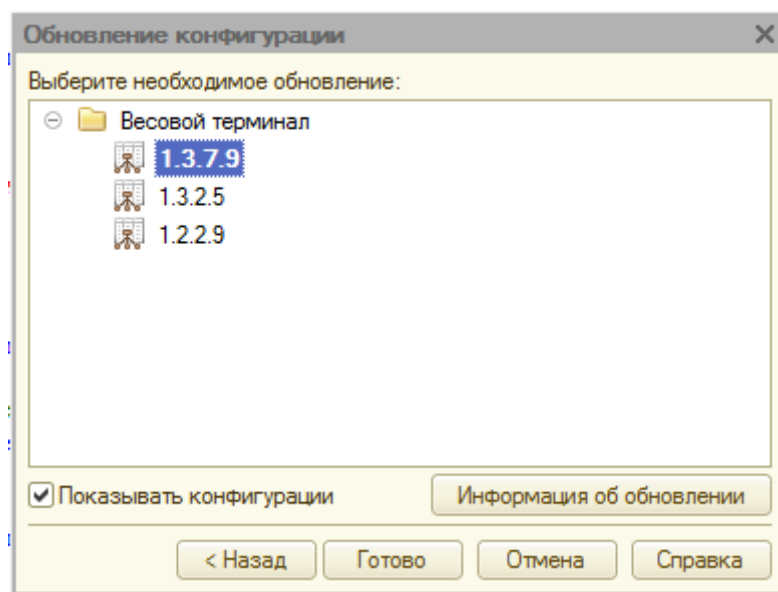 Обновление конфигурации
Выберите необходимое обновление:
Весовой терминал
1.3.7.9
1.3.2.5
1.2.2.9
Показывать конфигурации
Информация об обновлении
< Назад
Готово
Отмена
Справка